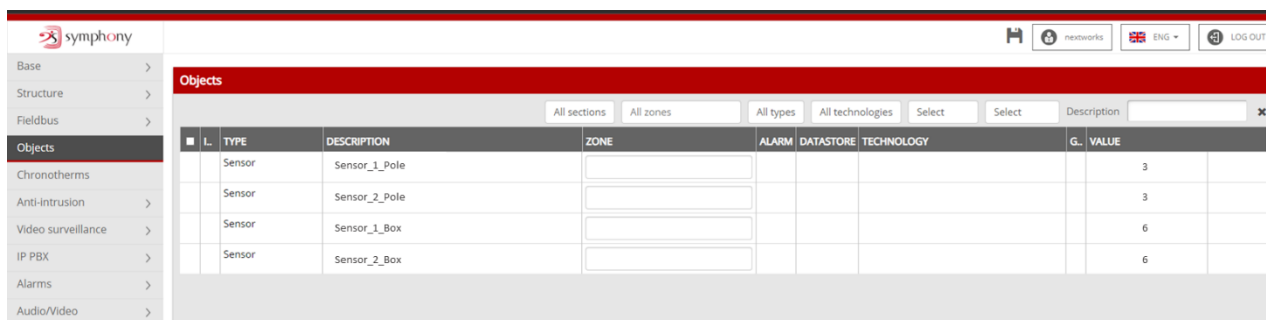 symphony
nextworks ENG LOG OUT
Base
Structure
Fieldbus
Objects
Chronotherms
Anti-intrusion
Video surveillance
IP PBX
Alarms
Audio/Video
Objects
All sections All zones All types All technologies Select Select Description
I... TYPE DESCRIPTION ZONE ALARM DATASTORE TECHNOLOGY G... VALUE
Sensor Sensor_1_Pole 3
Sensor Sensor_2_Pole 3
Sensor Sensor_1_Box 6
Sensor Sensor_2_Box 6